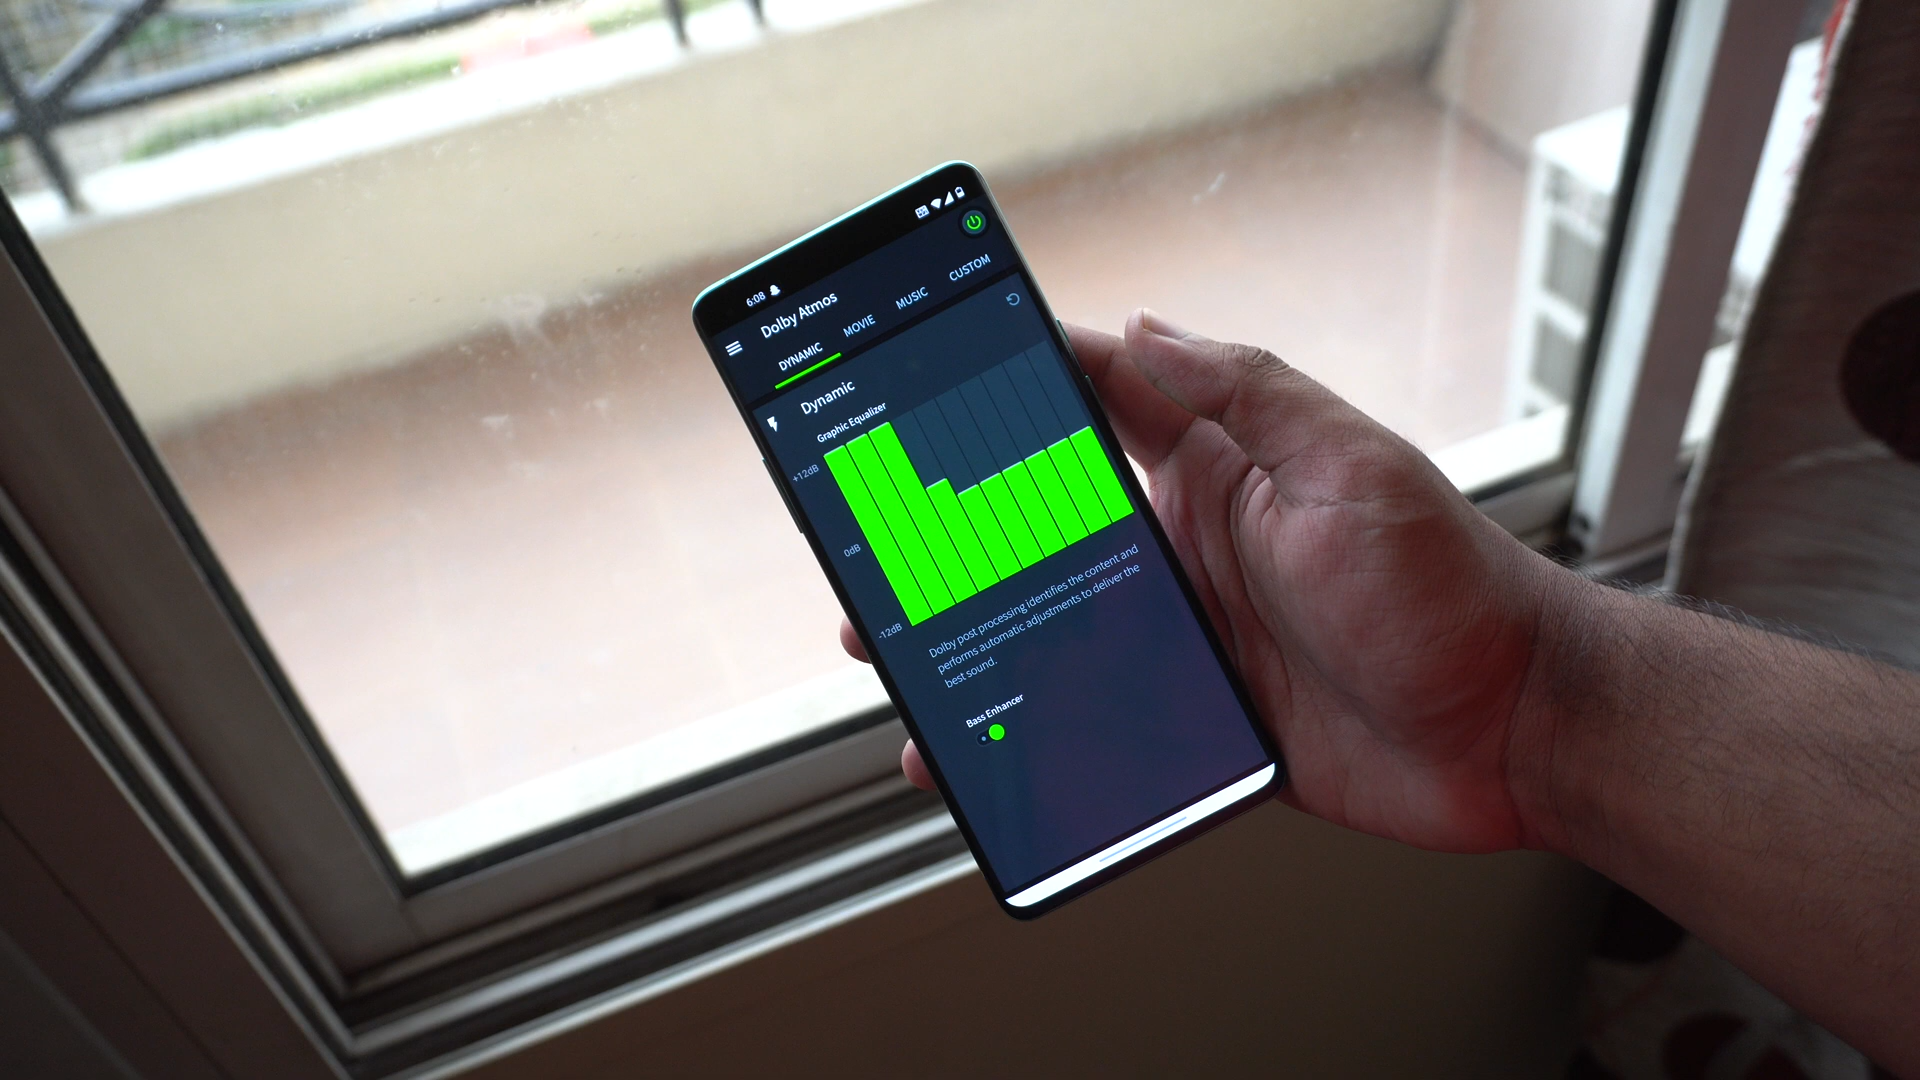 6:08
Dolby Atmos
DYNAMIC MOVIE MUSIC CUSTOM
Dynamic
Graphic Equalizer
+12dB
0dB
-12dB
Dolby post processing identifies the content and
performs automatic adjustments to deliver the
best sound.
Bass Enhancer